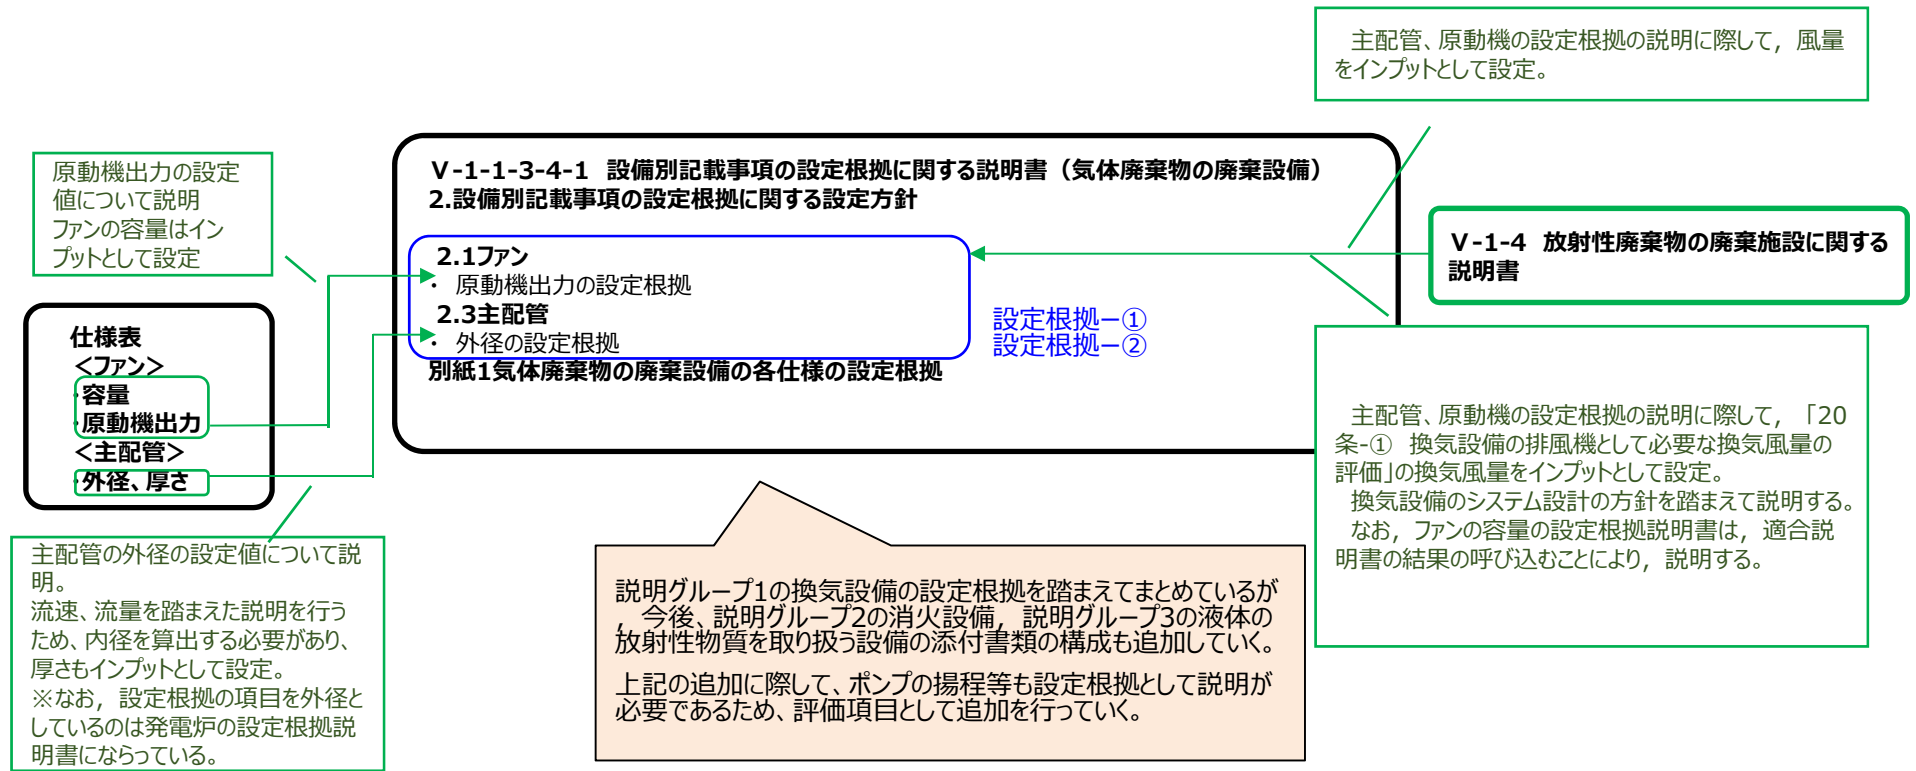 主配管、原動機の設定根拠の説明に際して，風量
をインプットとして設定。
原動機出力の設定
値について説明
ファンの容量はイン
プットとして設定
Ⅴ-1-1-3-4-1 設備別記載事項の設定根拠に関する説明書（気体廃棄物の廃棄設備）
2.設備別記載事項の設定根拠に関する設定方針
2.1ファン
・ 原動機出力の設定根拠
2.3主配管
・ 外径の設定根拠
別紙1気体廃棄物の廃棄設備の各仕様の設定根拠
設定根拠－①
設定根拠－②
Ⅴ-1-4 放射性廃棄物の廃棄施設に関する
説明書
仕様表
＜ファン＞
・容量
・原動機出力
＜主配管＞
・外径、厚さ
主配管、原動機の設定根拠の説明に際して，「20
条-① 換気設備の排風機として必要な換気風量の
評価」の換気風量をインプットとして設定。
換気設備のシステム設計の方針を踏まえて説明する。
なお，ファンの容量の設定根拠説明書は，適合説
明書の結果の呼び込むことにより，説明する。
主配管の外径の設定値について説
明。
流速、流量を踏まえた説明を行う
ため、内径を算出する必要があり、
厚さもインプットとして設定。
※なお，設定根拠の項目を外径と
しているのは発電炉の設定根拠説
明書にならっている。
説明グループ1の換気設備の設定根拠を踏まえてまとめているが
，今後、説明グループ2の消火設備，説明グループ3の液体の
放射性物質を取り扱う設備の添付書類の構成も追加していく。
上記の追加に際して、ポンプの揚程等も設定根拠として説明が
必要であるため、評価項目として追加を行っていく。